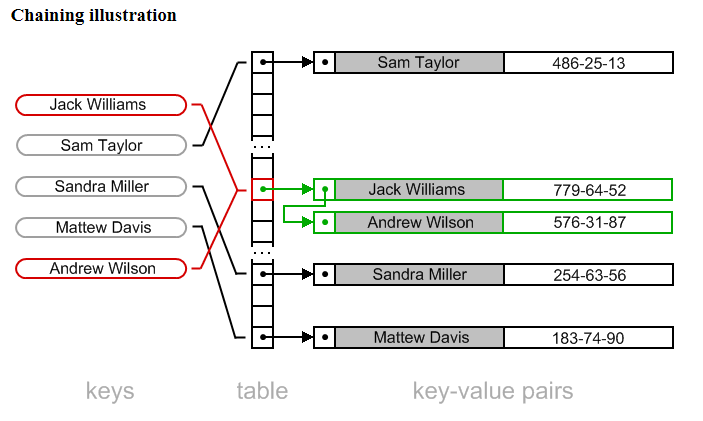 Chaining illustration
Sam Taylor 486-25-13
Jack Williams
Sam Taylor
...
Sandra Miller
Jack Williams 779-64-52
Mattew Davis
Andrew Wilson 576-31-87
...
Andrew Wilson
Sandra Miller 254-63-56
Mattew Davis 183-74-90
keys table key-value pairs